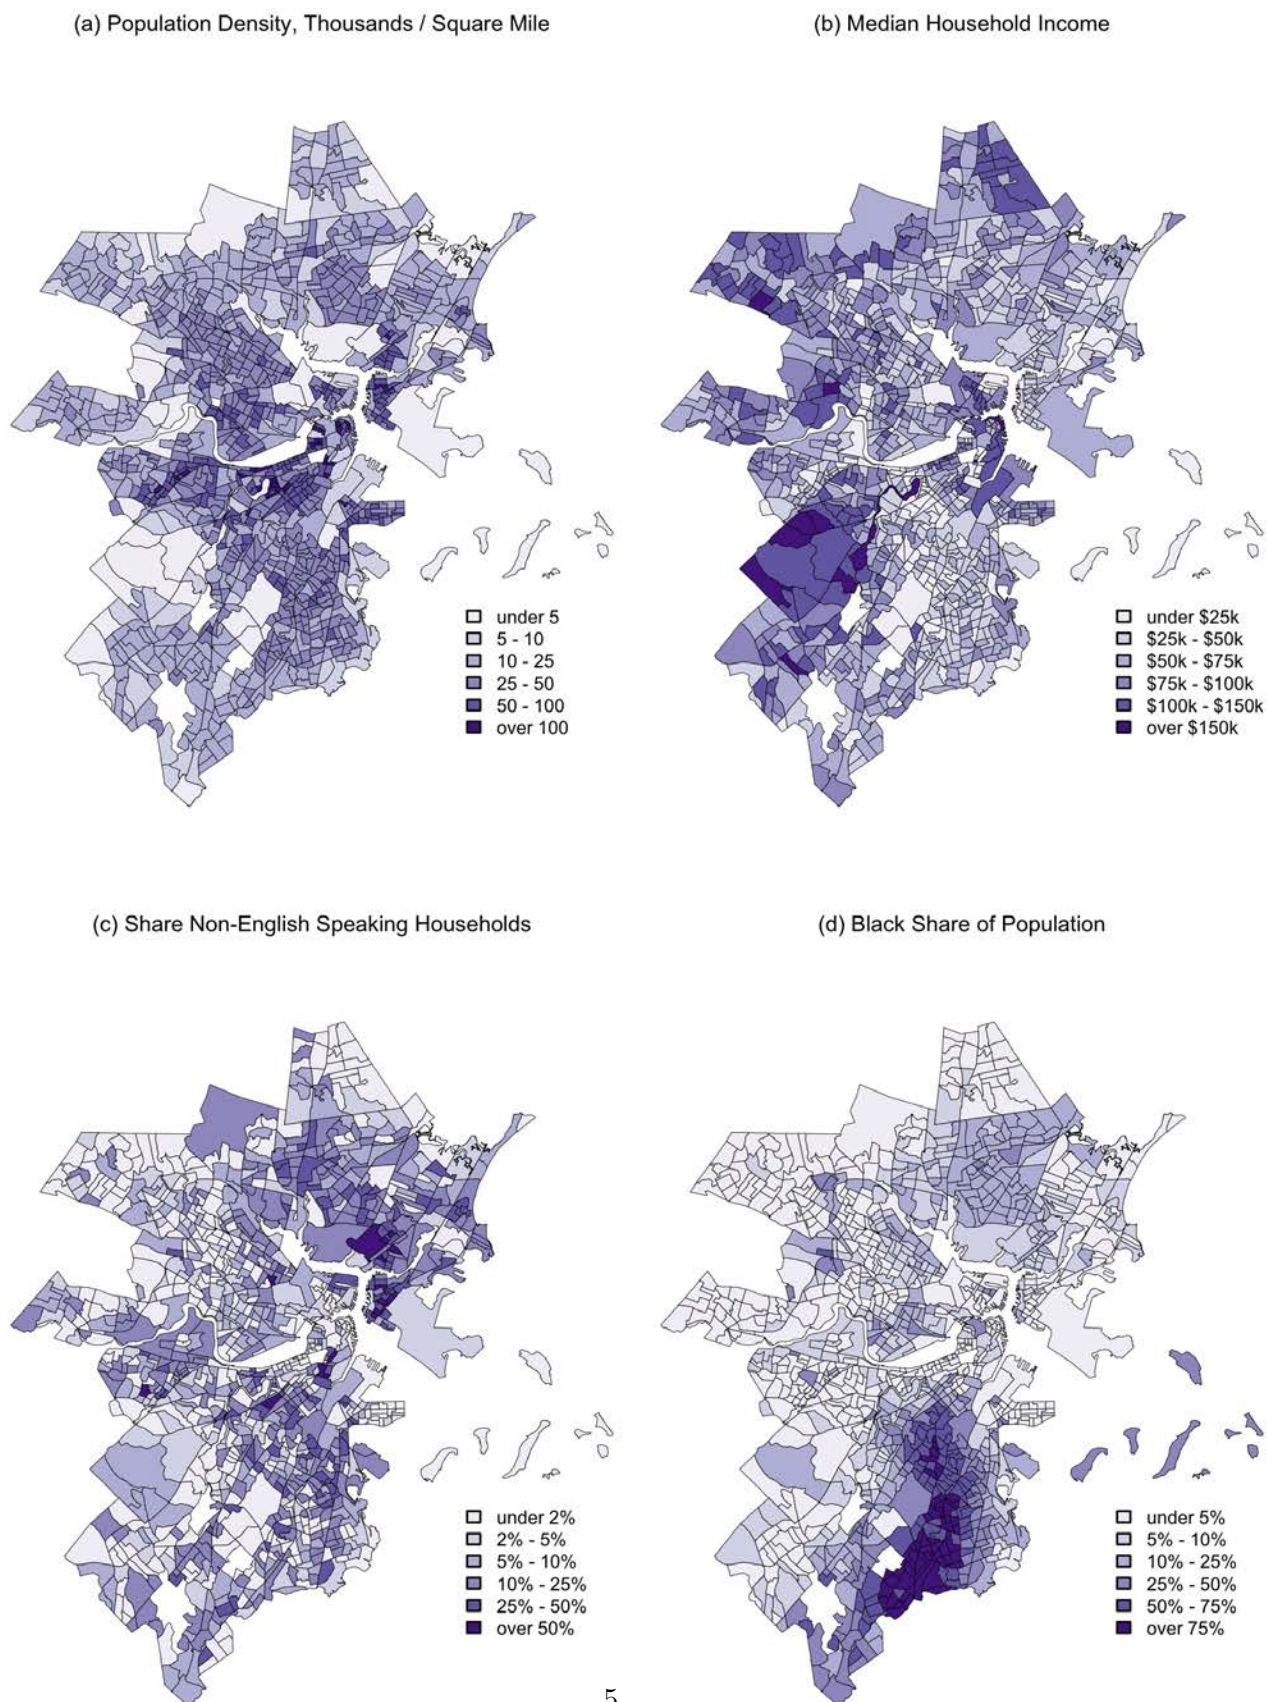 (a) Population Density, Thousands / Square Mile
(b) Median Household Income
under 5
5 - 10
10 - 25
25 - 50
50 - 100
over 100
under $25k
$25k - $50k
$50k - $75k
$75k - $100k
$100k - $150k
over $150k
(c) Share Non-English Speaking Households
(d) Black Share of Population
under 2%
2% - 5%
5% - 10%
10% - 25%
25% - 50%
over 50%
under 5%
5% - 10%
10% - 25%
25% - 50%
50% - 75%
over 75%
5